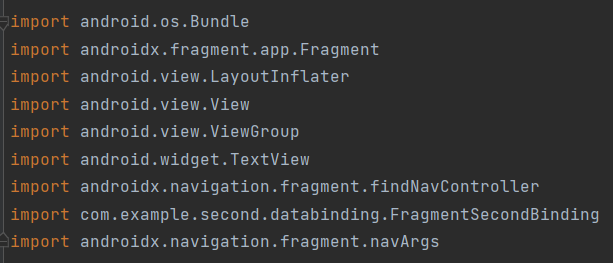 import android.os.Bundle
import androidx.fragment.app.Fragment
import android.view.LayoutInflater
import android.view.View
import android.view.ViewGroup
import android.widget.TextView
import androidx.navigation.fragment.findNavController
import com.example.second.databinding.FragmentSecondBinding
import androidx.navigation.fragment.navArgs